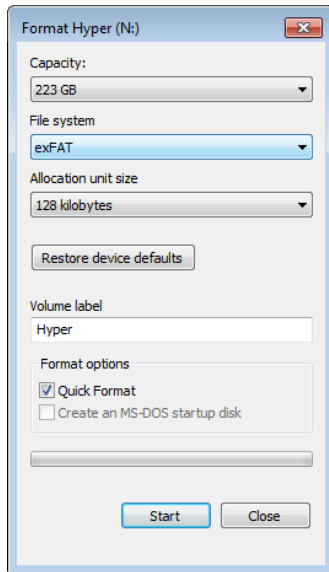 Format Hyper (N:)
Capacity:
223 GB
File system
exFAT
Allocation unit size
128 kilobytes
Restore device defaults
Volume label
Hyper
Format options
Quick Format
Create an MS-DOS startup disk
Start Close